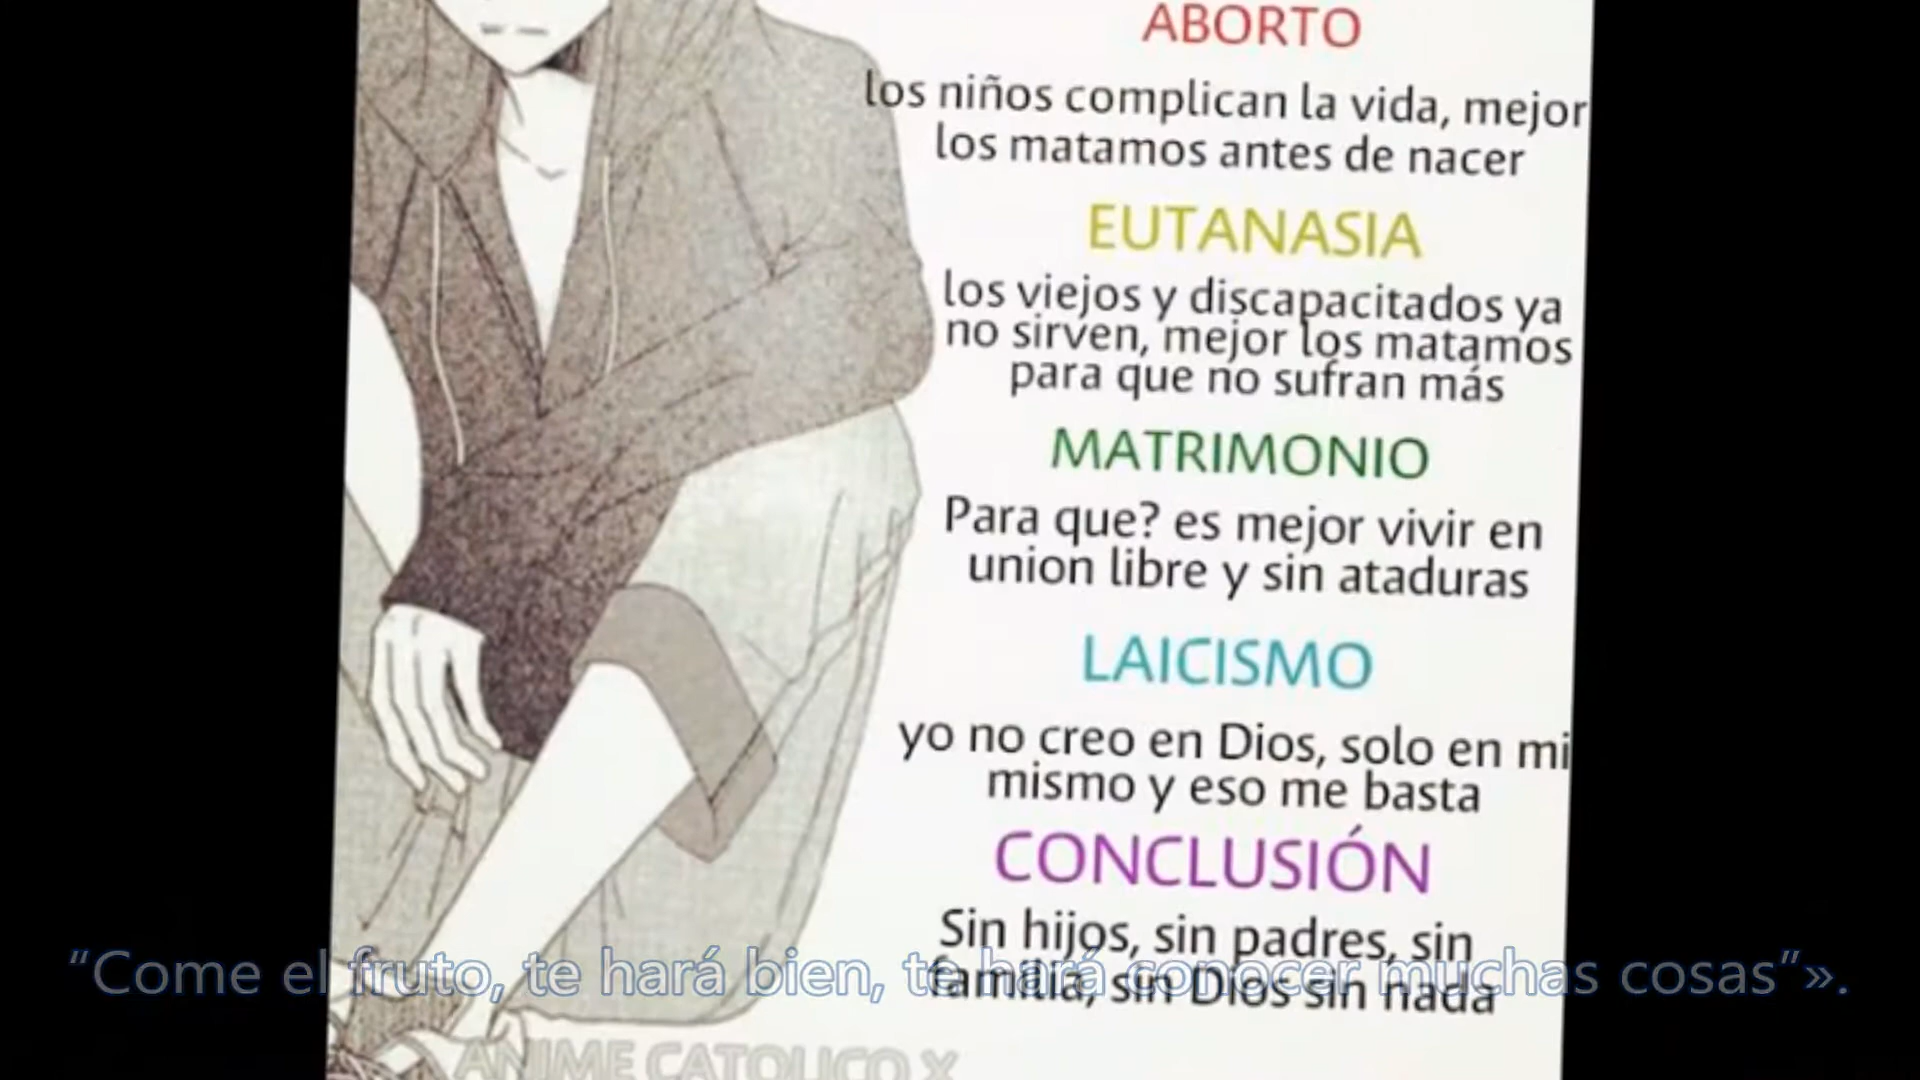 ABORTO
los niños complican la vida, mejor
los matamos antes de nacer
EUTANASIA
los viejos y discapacitados ya
no sirven, mejor los matamos
para que no sufran más
MATRIMONIO
Para que? es mejor vivir en
union libre y sin ataduras
LAICISMO
yo no creo en Dios, solo en mi
mismo y eso me basta
CONCLUSIÓN
Sin hijos, sin padres, sin
familia, sin Dios sin nada
“Come el fruto, te hará bien, te hará conocer muchas cosas”».
ANIME CATOLICO X